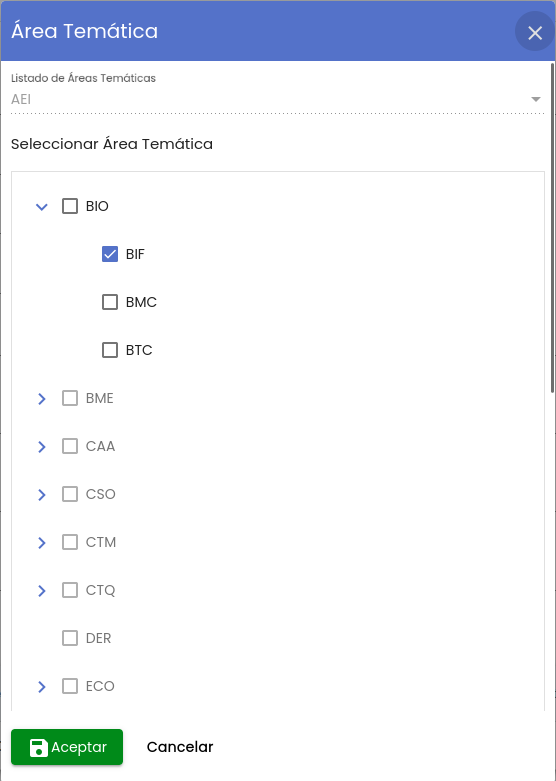 Área Temática
Listado de Áreas Temáticas
AEI
Seleccionar Área Temática
BIO
BIF
BMC
BTC
BME
CAA
CSO
CTM
CTQ
DER
ECO
Aceptar Cancelar